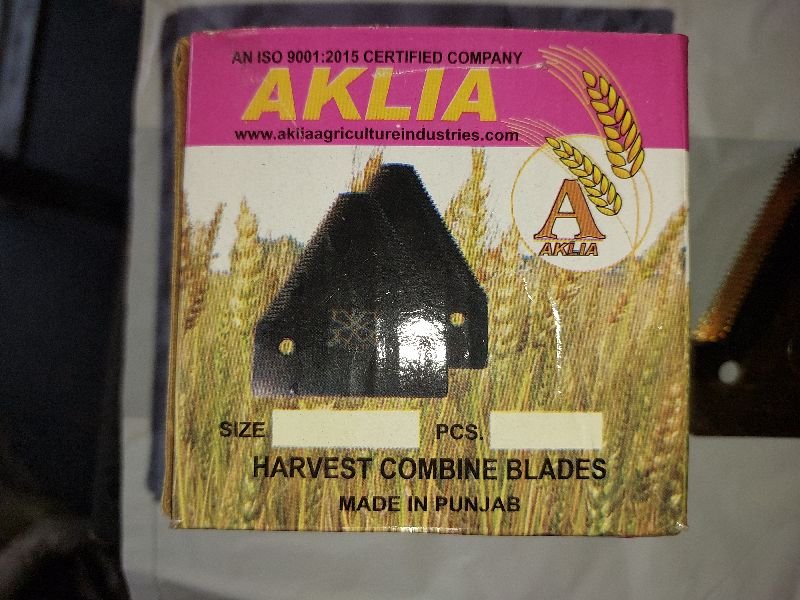 AN ISO 9001:2015 CERTIFIED COMPANY
AKLIA
www.akliaagricultureindustries.com
A
AKLIA
SIZE
PCS.
HARVEST COMBINE BLADES
MADE IN PUNJAB